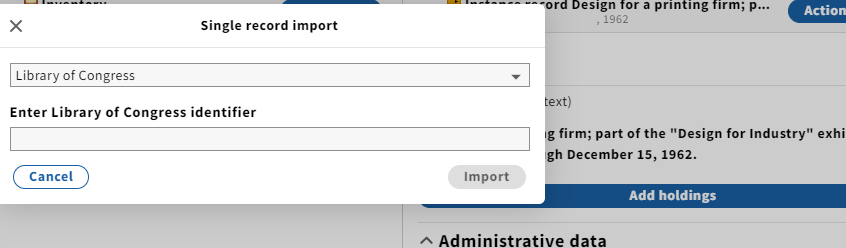 Inventory
Instance record Design for a printing firm; p...
, 1962
Action
Single record import
Library of Congress
Enter Library of Congress identifier
text)
g firm; part of the "Design for Industry" exhi
gh December 15, 1962.
Cancel
Import
Add holdings
Administrative data